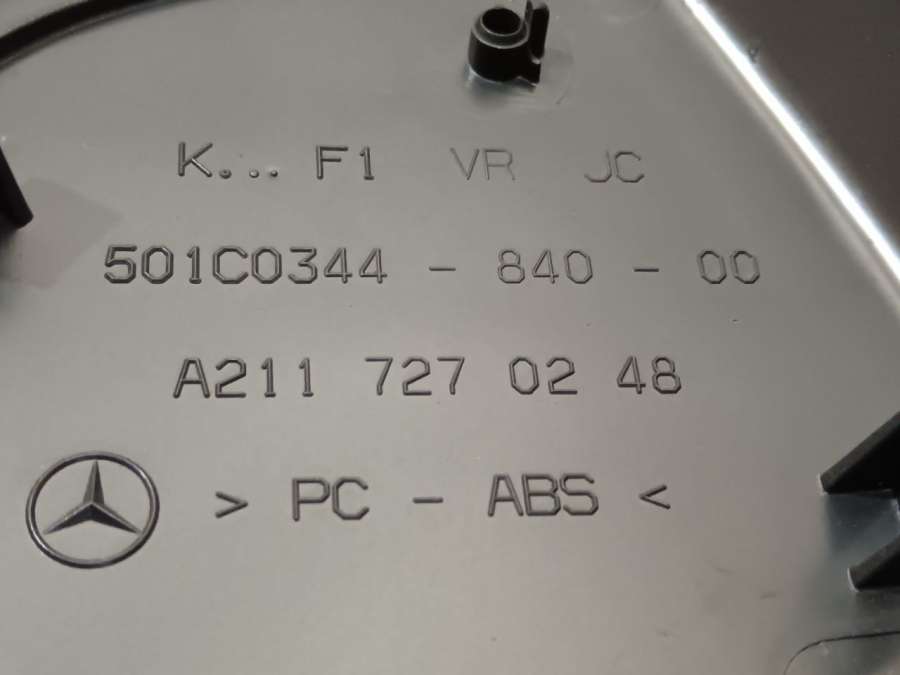 K... F1 VR JC
501C0344 - 840 - 00
A211 727 02 48
> PC - ABS <